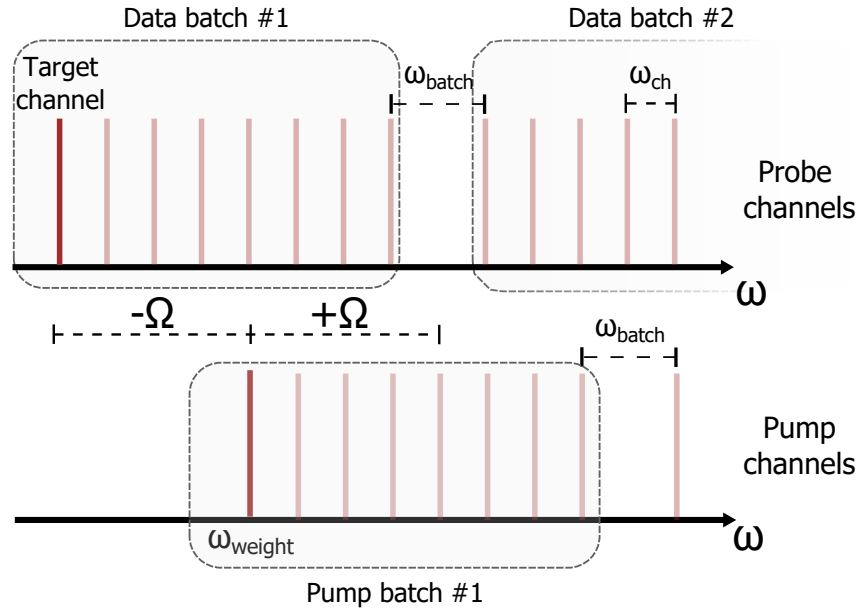 Data batch #1
Data batch #2
Target
channel
ωbatch
ωch
Probe
channels
ω
-Ω
+Ω
ωbatch
Pump
channels
ωweight
ω
Pump batch #1